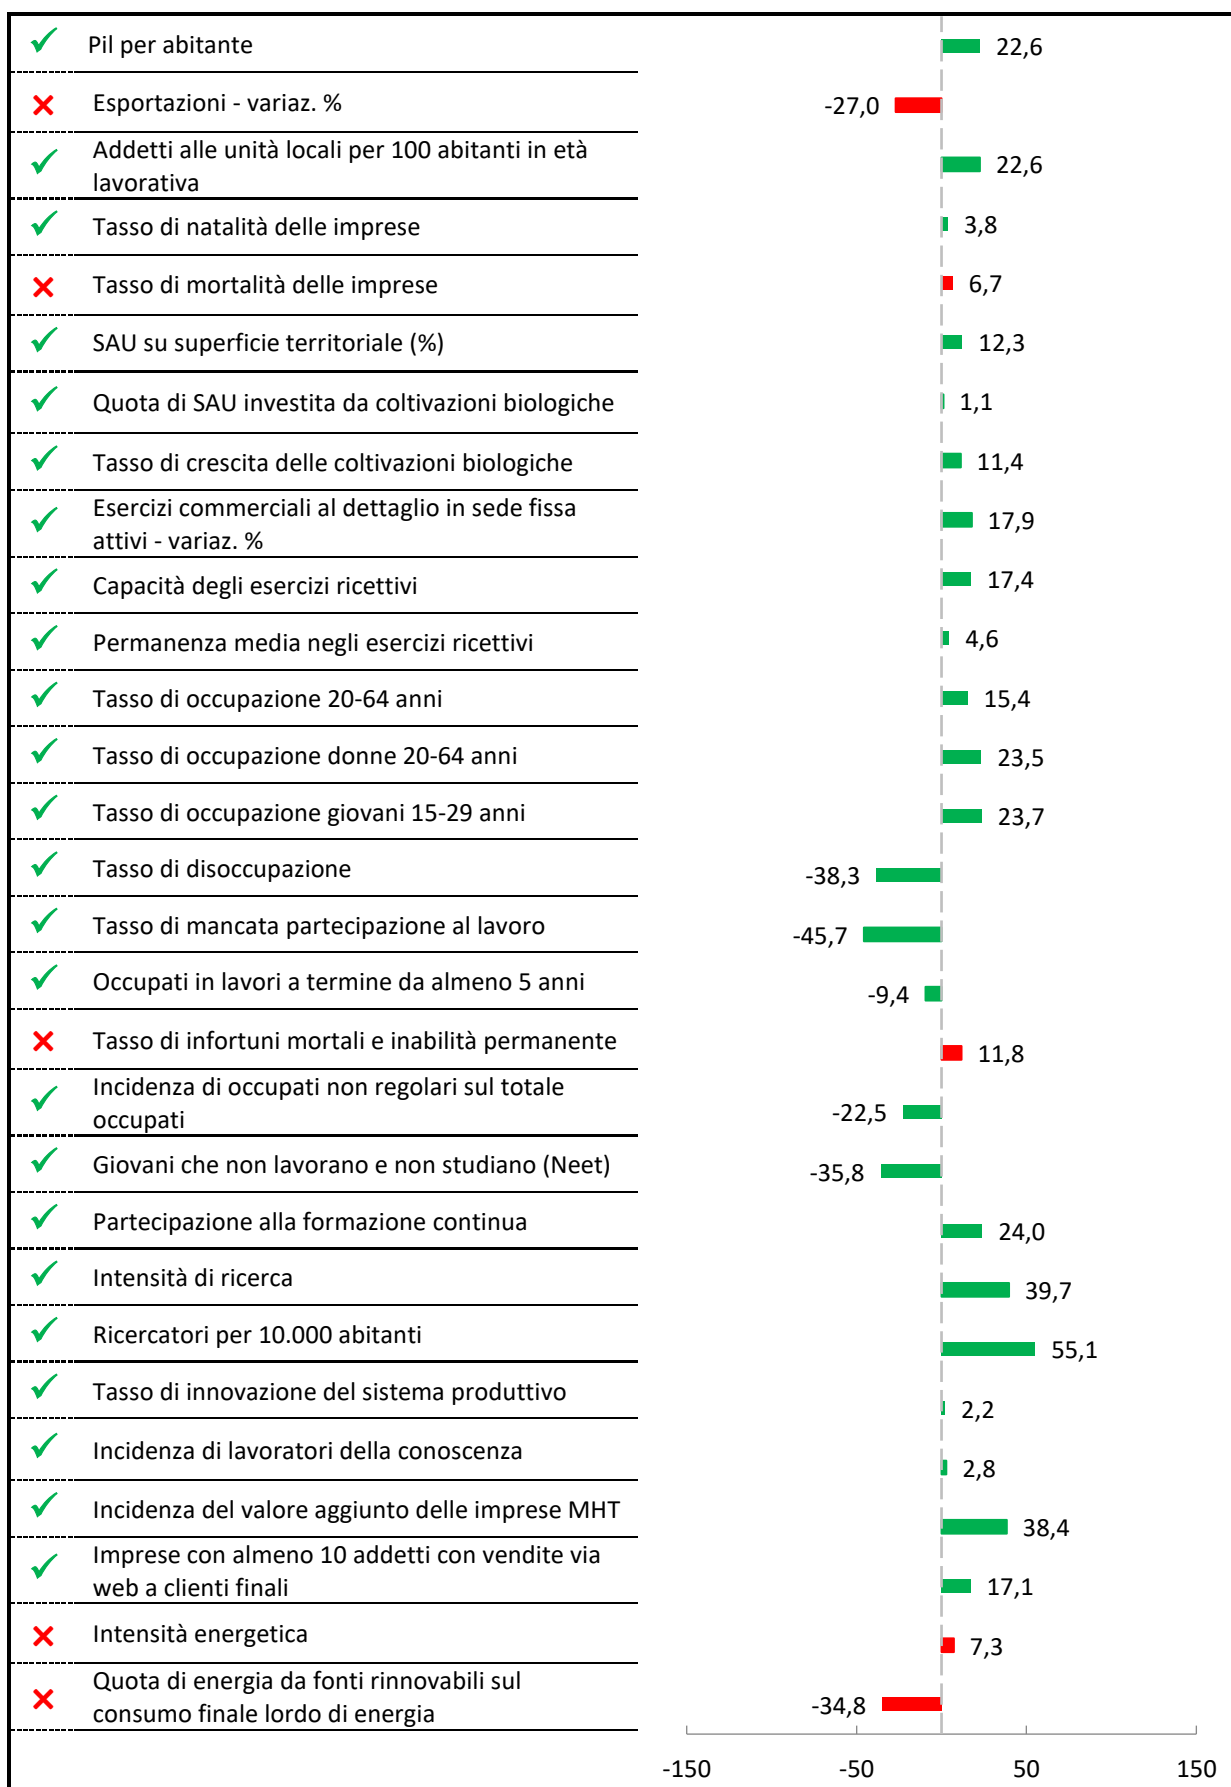 Pil per abitante
22,6
Esportazioni - variaz. %
-27,0
Addetti alle unità locali per 100 abitanti in età
lavorativa
22,6
Tasso di natalità delle imprese
3,8
Tasso di mortalità delle imprese
6,7
SAU su superficie territoriale (%)
12,3
Quota di SAU investita da coltivazioni biologiche
1,1
Tasso di crescita delle coltivazioni biologiche
11,4
Esercizi commerciali al dettaglio in sede fissa
attivi - variaz. %
17,9
Capacità degli esercizi ricettivi
17,4
Permanenza media negli esercizi ricettivi
4,6
Tasso di occupazione 20-64 anni
15,4
Tasso di occupazione donne 20-64 anni
23,5
Tasso di occupazione giovani 15-29 anni
23,7
Tasso di disoccupazione
-38,3
Tasso di mancata partecipazione al lavoro
-45,7
Occupati in lavori a termine da almeno 5 anni
-9,4
Tasso di infortuni mortali e inabilità permanente
11,8
Incidenza di occupati non regolari sul totale
occupati
-22,5
Giovani che non lavorano e non studiano (Neet)
-35,8
Partecipazione alla formazione continua
24,0
Intensità di ricerca
39,7
Ricercatori per 10.000 abitanti
55,1
Tasso di innovazione del sistema produttivo
2,2
Incidenza di lavoratori della conoscenza
2,8
Incidenza del valore aggiunto delle imprese MHT
38,4
Imprese con almeno 10 addetti con vendite via
web a clienti finali
17,1
Intensità energetica
7,3
Quota di energia da fonti rinnovabili sul
consumo finale lordo di energia
-34,8
-150 -50 50 150